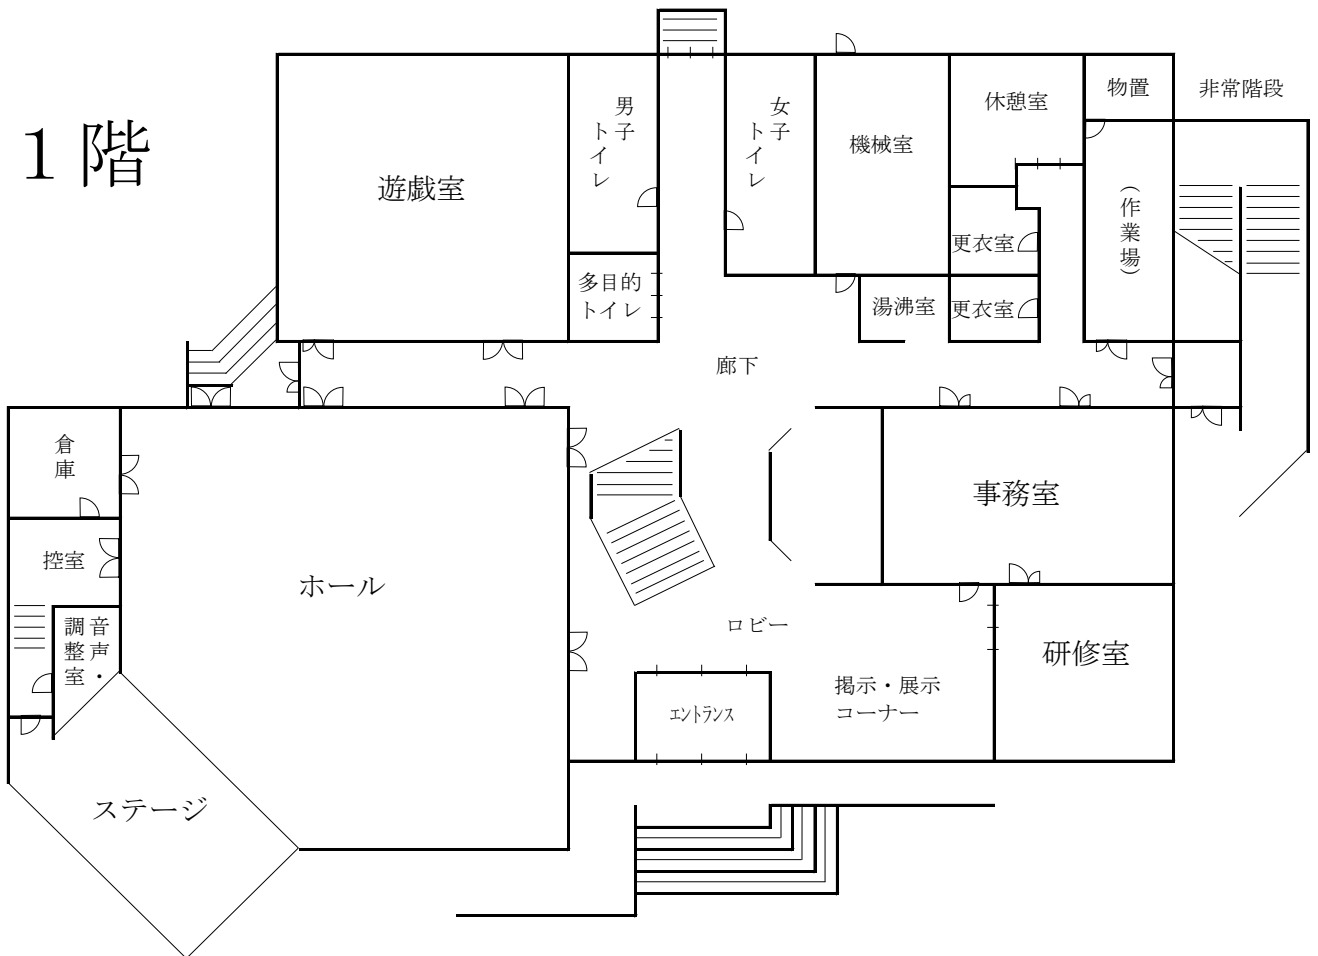 1階
遊戯室
男子
トイレ
多目的
トイレ
女子
トイレ
機械室
休憩室
物置
非常階段
(作業場)
更衣室
湯沸室
更衣室
廊下
倉庫
控室
音声・
調整室
ホール
ステージ
事務室
ロビー
エントランス
掲示・展示
コーナー
研修室